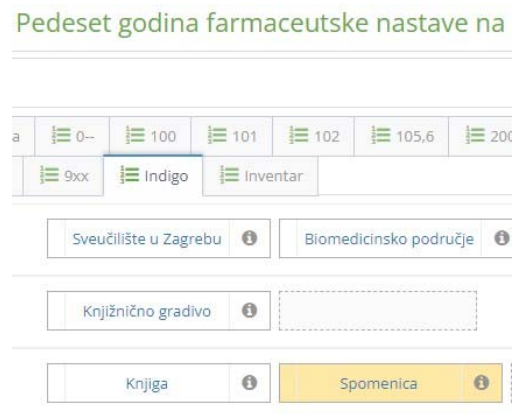 Pedeset godina farmaceutske nastave na
a 0-- 100 101 102 105,6 200
9xx Indigo Inventar
Sveučilište u Zagrebu Biomedicinsko područje
Knjižnično gradivo
Knjiga Spomenica